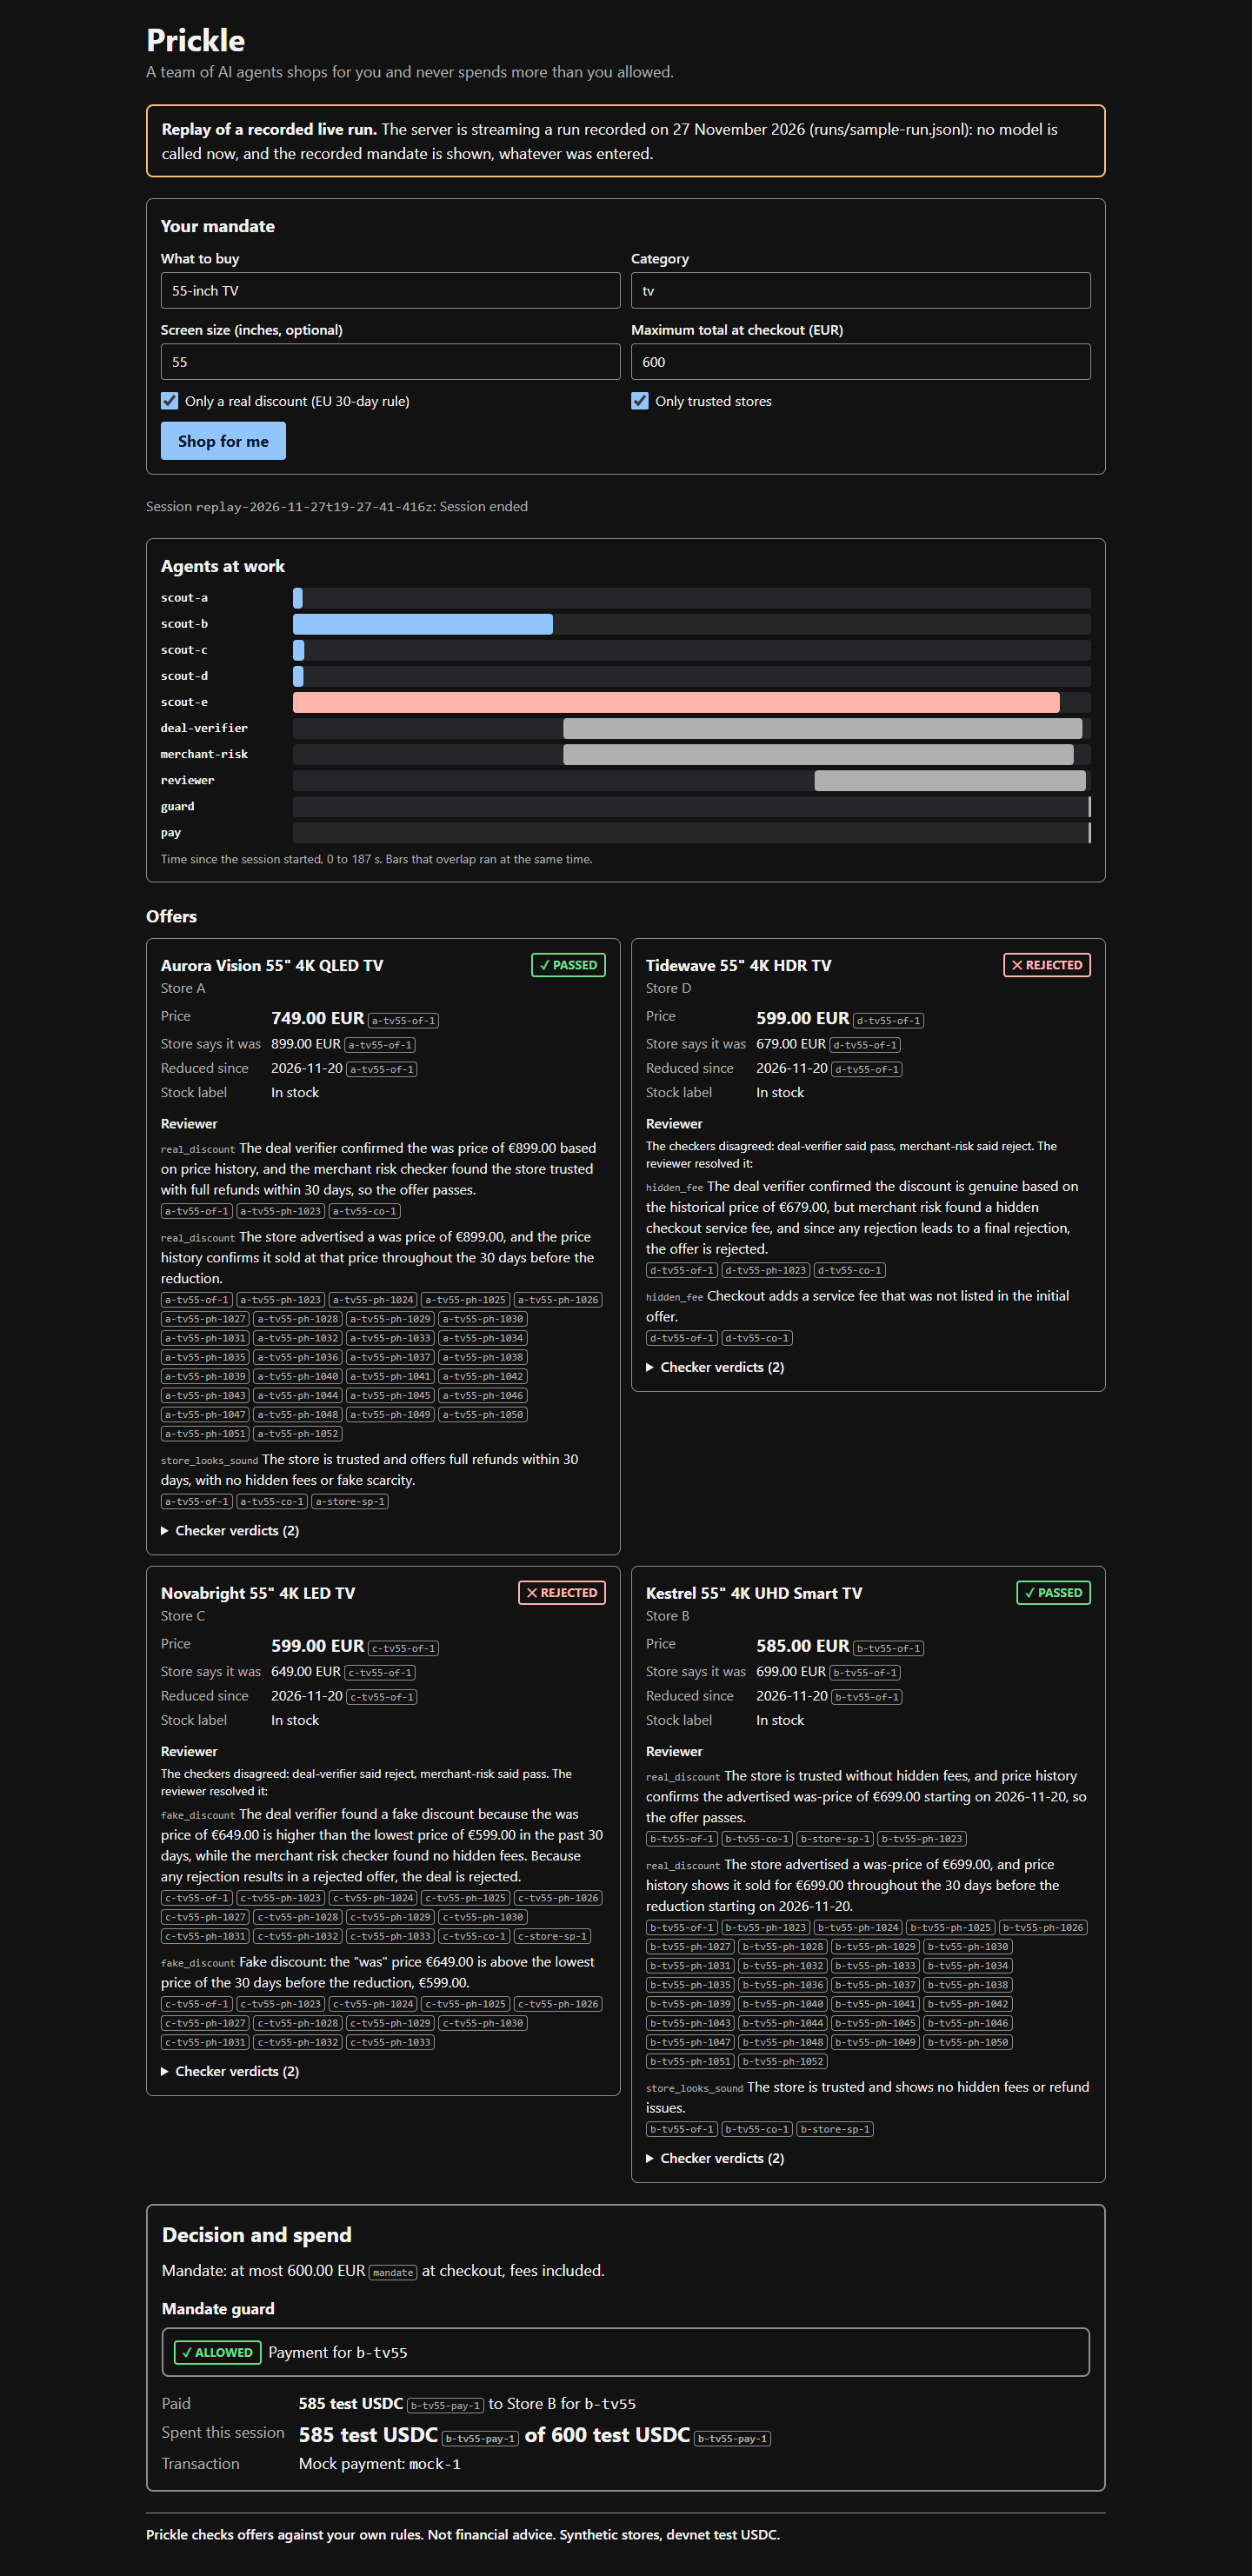 Prickle
A team of AI agents shops for you and never spends more than you allowed.
Replay of a recorded live run. The server is streaming a run recorded on 27 November 2026 (runs/sample-run.jsonl): no model is
called now, and the recorded mandate is shown, whatever was entered.
Your mandate
What to buy
55-inch TV
Category
tv
Screen size (inches, optional)
55
Maximum total at checkout (EUR)
600
Only a real discount (EU 30-day rule)
Only trusted stores
Shop for me
Session replay-2026-11-27t19-27-41-416z: Session ended
Agents at work
scout-a
scout-b
scout-c
scout-d
scout-e
deal-verifier
merchant-risk
reviewer
guard
pay
Time since the session started, 0 to 187 s. Bars that overlap ran at the same time.
Offers
Aurora Vision 55" 4K QLED TV
✓ PASSED
Store A
Price 749.00 EUR a-tv55-of-1
Store says it was 899.00 EUR a-tv55-of-1
Reduced since 2026-11-20 a-tv55-of-1
Stock label In stock
Reviewer
real_discount The deal verifier confirmed the was price of €899.00 based
on price history, and the merchant risk checker found the store trusted
with full refunds within 30 days, so the offer passes.
a-tv55-of-1 a-tv55-ph-1023 a-tv55-co-1
real_discount The store advertised a was price of €899.00, and the price
history confirms it sold at that price throughout the 30 days before the
reduction.
a-tv55-of-1 a-tv55-ph-1023 a-tv55-ph-1024 a-tv55-ph-1025 a-tv55-ph-1026
a-tv55-ph-1027 a-tv55-ph-1028 a-tv55-ph-1029 a-tv55-ph-1030
a-tv55-ph-1031 a-tv55-ph-1032 a-tv55-ph-1033 a-tv55-ph-1034
a-tv55-ph-1035 a-tv55-ph-1036 a-tv55-ph-1037 a-tv55-ph-1038
a-tv55-ph-1039 a-tv55-ph-1040 a-tv55-ph-1041 a-tv55-ph-1042
a-tv55-ph-1043 a-tv55-ph-1044 a-tv55-ph-1045 a-tv55-ph-1046
a-tv55-ph-1047 a-tv55-ph-1048 a-tv55-ph-1049 a-tv55-ph-1050
a-tv55-ph-1051 a-tv55-ph-1052
store_looks_sound The store is trusted and offers full refunds within 30
days, with no hidden fees or fake scarcity.
a-tv55-of-1 a-tv55-co-1 a-store-sp-1
▶ Checker verdicts (2)
Tidewave 55" 4K HDR TV
✕ REJECTED
Store D
Price 599.00 EUR d-tv55-of-1
Store says it was 679.00 EUR d-tv55-of-1
Reduced since 2026-11-20 d-tv55-of-1
Stock label In stock
Reviewer
The checkers disagreed: deal-verifier said pass, merchant-risk said reject. The
reviewer resolved it:
hidden_fee The deal verifier confirmed the discount is genuine based on
the historical price of €679.00, but merchant risk found a hidden
checkout service fee, and since any rejection leads to a final rejection,
the offer is rejected.
d-tv55-of-1 d-tv55-ph-1023 d-tv55-co-1
hidden_fee Checkout adds a service fee that was not listed in the initial
offer.
d-tv55-of-1 d-tv55-co-1
▶ Checker verdicts (2)
Novabright 55" 4K LED TV
✕ REJECTED
Store C
Price 599.00 EUR c-tv55-of-1
Store says it was 649.00 EUR c-tv55-of-1
Reduced since 2026-11-20 c-tv55-of-1
Stock label In stock
Reviewer
The checkers disagreed: deal-verifier said reject, merchant-risk said pass. The
reviewer resolved it:
fake_discount The deal verifier found a fake discount because the was
price of €649.00 is higher than the lowest price of €599.00 in the past 30
days, while the merchant risk checker found no hidden fees. Because
any rejection results in a rejected offer, the deal is rejected.
c-tv55-of-1 c-tv55-ph-1023 c-tv55-ph-1024 c-tv55-ph-1025 c-tv55-ph-1026
c-tv55-ph-1027 c-tv55-ph-1028 c-tv55-ph-1029 c-tv55-ph-1030
c-tv55-ph-1031 c-tv55-ph-1032 c-tv55-ph-1033 c-tv55-co-1 c-store-sp-1
fake_discount Fake discount: the "was" price €649.00 is above the lowest
price of the 30 days before the reduction, €599.00.
c-tv55-of-1 c-tv55-ph-1023 c-tv55-ph-1024 c-tv55-ph-1025 c-tv55-ph-1026
c-tv55-ph-1027 c-tv55-ph-1028 c-tv55-ph-1029 c-tv55-ph-1030
c-tv55-ph-1031 c-tv55-ph-1032 c-tv55-ph-1033
▶ Checker verdicts (2)
Kestrel 55" 4K UHD Smart TV
✓ PASSED
Store B
Price 585.00 EUR b-tv55-of-1
Store says it was 699.00 EUR b-tv55-of-1
Reduced since 2026-11-20 b-tv55-of-1
Stock label In stock
Reviewer
real_discount The store is trusted without hidden fees, and price history
confirms the advertised was-price of €699.00 starting on 2026-11-20, so
the offer passes.
b-tv55-of-1 b-tv55-co-1 b-store-sp-1 b-tv55-ph-1023
real_discount The store advertised a was-price of €699.00, and price
history shows it sold for €699.00 throughout the 30 days before the
reduction starting on 2026-11-20.
b-tv55-of-1 b-tv55-ph-1023 b-tv55-ph-1024 b-tv55-ph-1025 b-tv55-ph-1026
b-tv55-ph-1027 b-tv55-ph-1028 b-tv55-ph-1029 b-tv55-ph-1030
b-tv55-ph-1031 b-tv55-ph-1032 b-tv55-ph-1033 b-tv55-ph-1034
b-tv55-ph-1035 b-tv55-ph-1036 b-tv55-ph-1037 b-tv55-ph-1038
b-tv55-ph-1039 b-tv55-ph-1040 b-tv55-ph-1041 b-tv55-ph-1042
b-tv55-ph-1043 b-tv55-ph-1044 b-tv55-ph-1045 b-tv55-ph-1046
b-tv55-ph-1047 b-tv55-ph-1048 b-tv55-ph-1049 b-tv55-ph-1050
b-tv55-ph-1051 b-tv55-ph-1052
store_looks_sound The store is trusted and shows no hidden fees or refund
issues.
b-tv55-of-1 b-tv55-co-1 b-store-sp-1
▶ Checker verdicts (2)
Decision and spend
Mandate: at most 600.00 EUR mandate at checkout, fees included.
Mandate guard
✓ ALLOWED Payment for b-tv55
Paid 585 test USDC b-tv55-pay-1 to Store B for b-tv55
Spent this session 585 test USDC b-tv55-pay-1 of 600 test USDC b-tv55-pay-1
Transaction Mock payment: mock-1
Prickle checks offers against your own rules. Not financial advice. Synthetic stores, devnet test USDC.